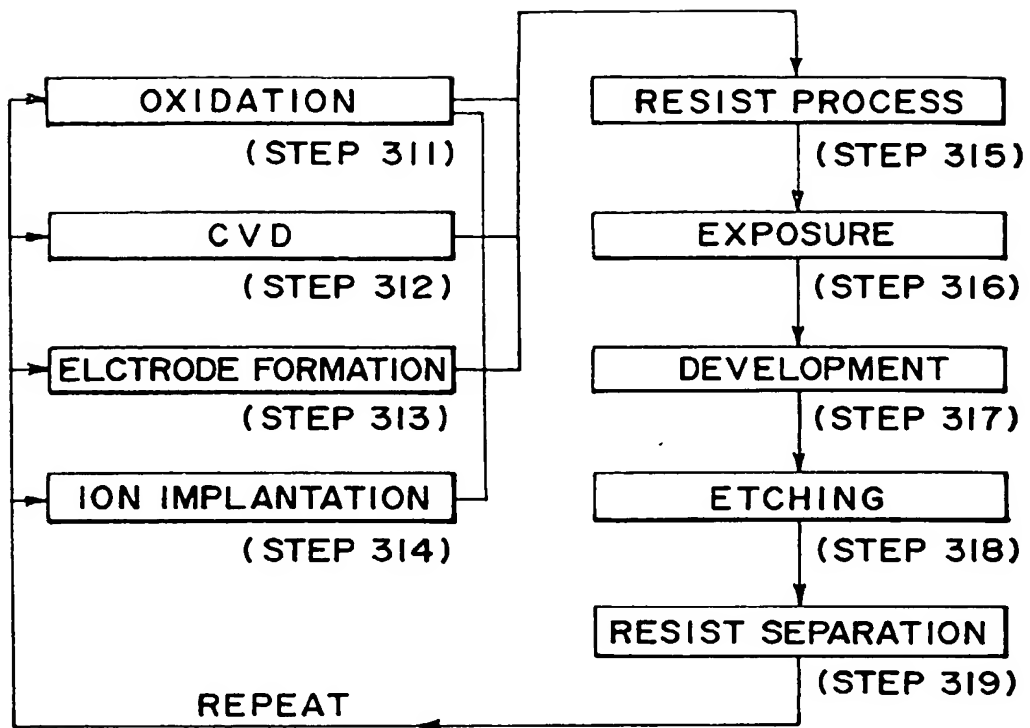 OXIDATION
(STEP 311)
CVD
(STEP 312)
ELCTRODE FORMATION
(STEP 313)
ION IMPLANTATION
(STEP 314)
RESIST PROCESS
(STEP 315)
EXPOSURE
(STEP 316)
DEVELOPMENT
(STEP 317)
ETCHING
(STEP 318)
RESIST SEPARATION
(STEP 319)
REPEAT